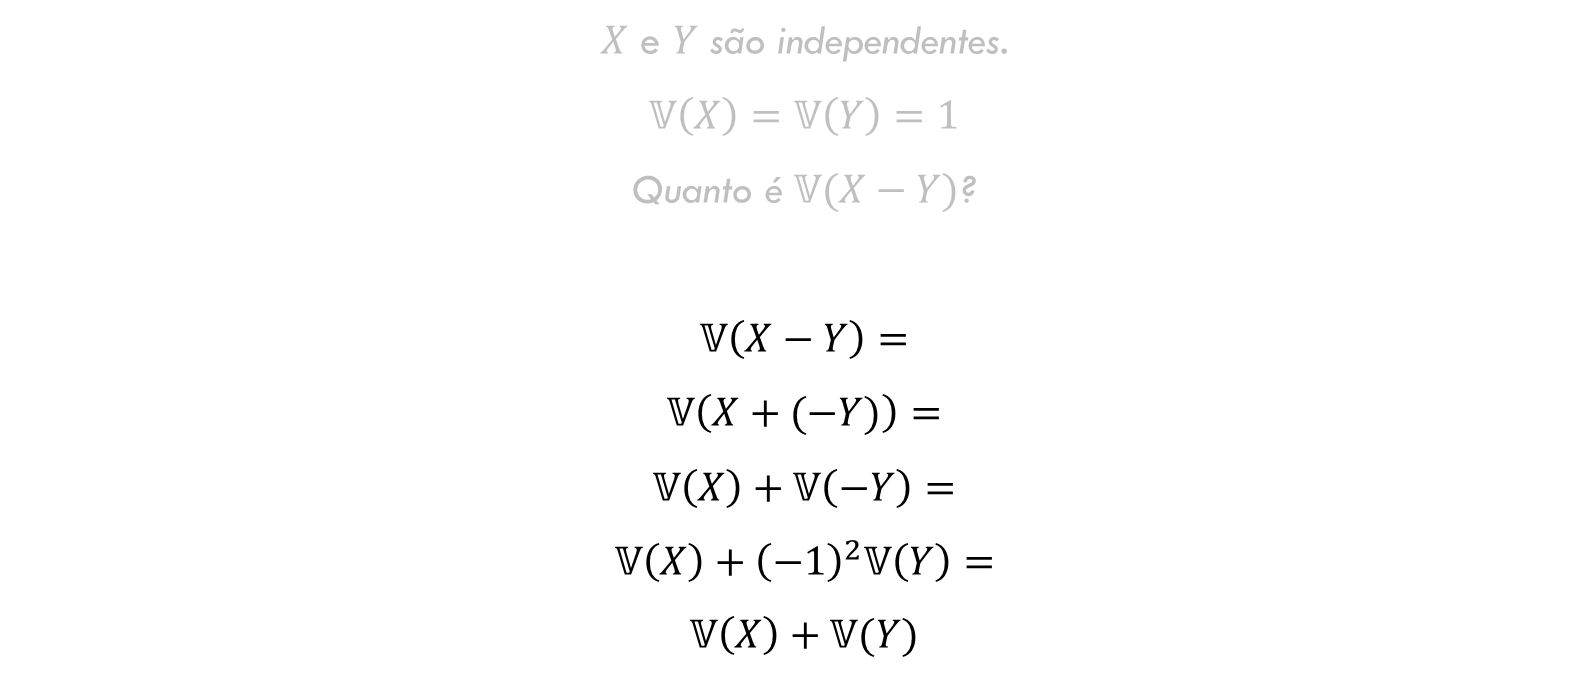 X e Y são independentes.
𝕍(X) = 𝕍(Y) = 1
Quanto é 𝕍(X − Y)?
𝕍(X − Y) =
𝕍(X + (−Y)) =
𝕍(X) + 𝕍(−Y) =
𝕍(X) + (−1)²𝕍(Y) =
𝕍(X) + 𝕍(Y)